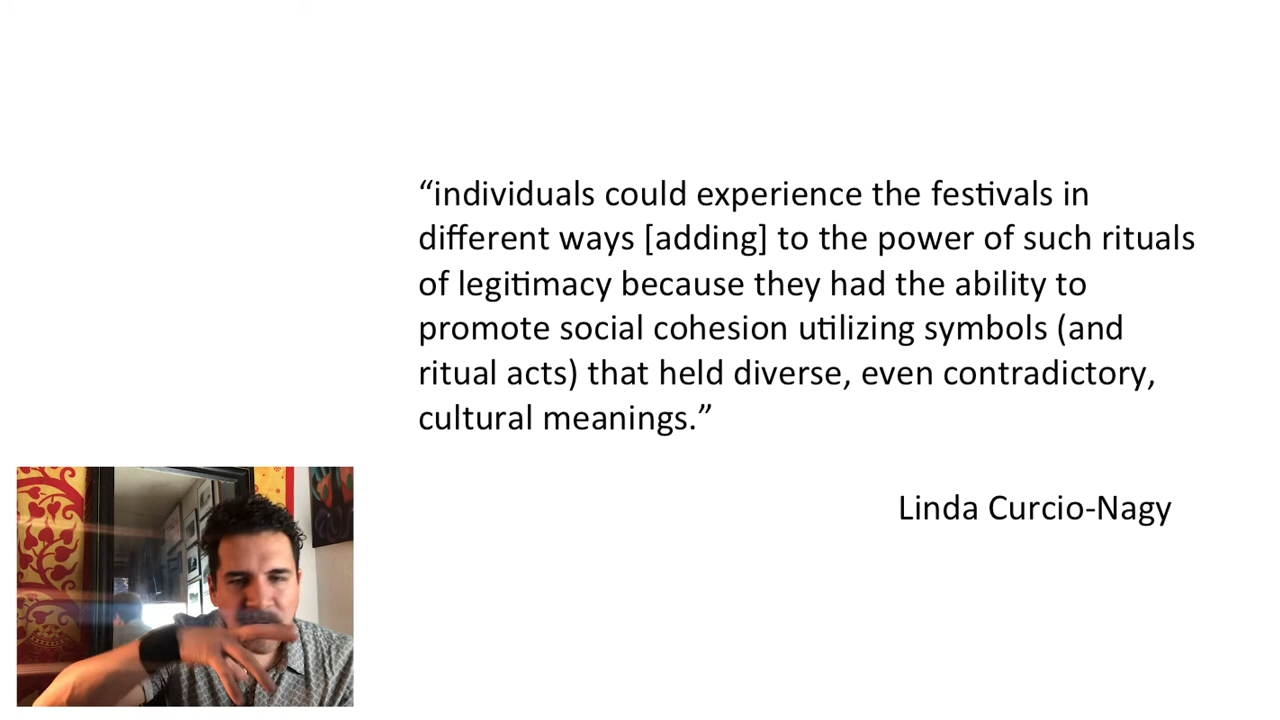 “individuals could experience the festivals in
different ways [adding] to the power of such rituals
of legitimacy because they had the ability to
promote social cohesion utilizing symbols (and
ritual acts) that held diverse, even contradictory,
cultural meanings.”
Linda Curcio-Nagy